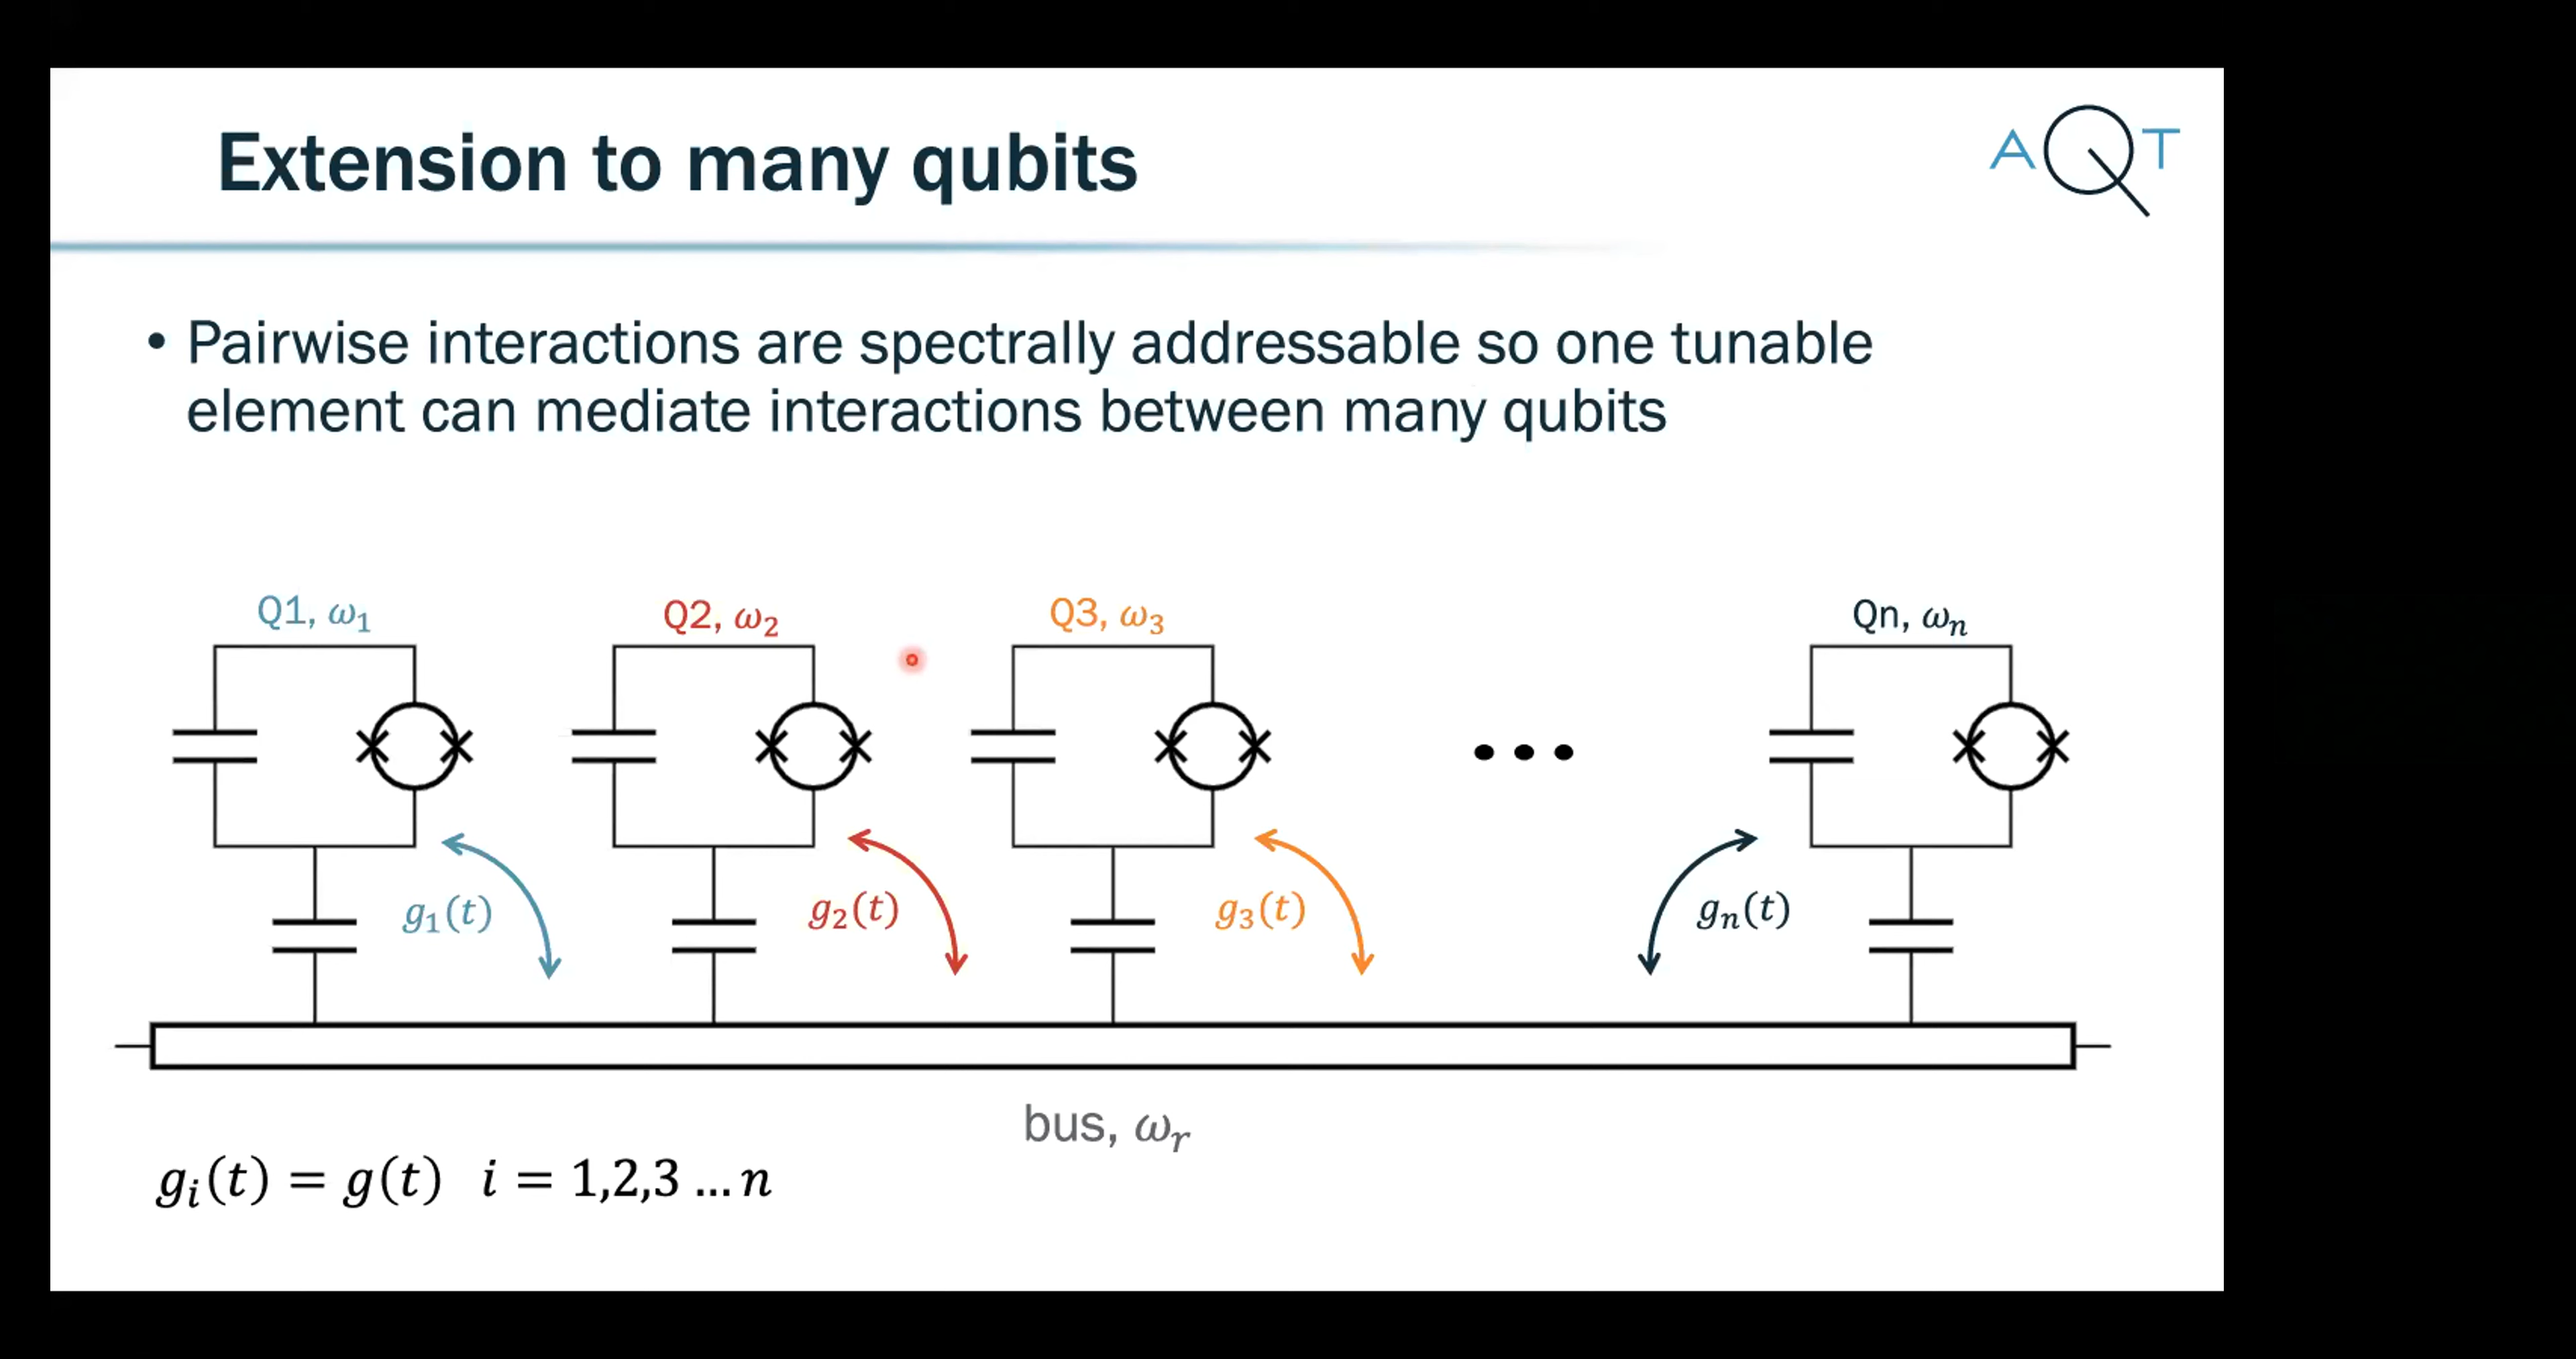 Extension to many qubits
AQT
• Pairwise interactions are spectrally addressable so one tunable
element can mediate interactions between many qubits
Q1, ω₁
Q2, ω₂
Q3, ω₃
Qn, ωₙ
g₁(t)
g₂(t)
g₃(t)
gₙ(t)
bus, ωᵣ
gᵢ(t) = g(t) i = 1,2,3 ... n